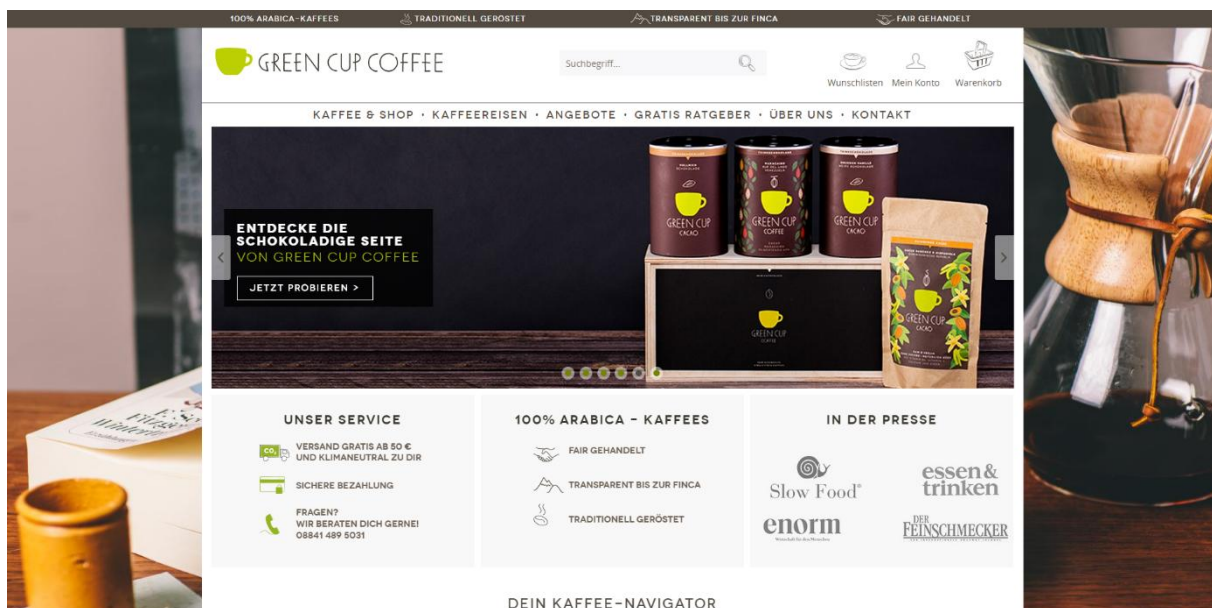 100% ARABICA-KAFFEES
TRADITIONELL GERÖSTET
TRANSPARENT BIS ZUR FINCA
FAIR GEHANDELT
GREEN CUP COFFEE
Suchbegriff...
Wunschlisten
Mein Konto
Warenkorb
KAFFEE & SHOP · KAFFEEREISEN · ANGEBOTE · GRATIS RATGEBER · ÜBER UNS · KONTAKT
ENTDECKE DIE
SCHOKOLADIGE SEITE
VON GREEN CUP COFFEE
JETZT PROBIEREN >
GREEN CUP
CACAO
GREEN CUP
COFFEE
GREEN CUP
CACAO
GREEN CUP
COFFEE
GREEN CUP
CACAO
UNSER SERVICE
CO₂
VERSAND GRATIS AB 50 €
UND KLIMANEUTRAL ZU DIR
SICHERE BEZAHLUNG
FRAGEN?
WIR BERATEN DICH GERNE!
08841 489 5031
100% ARABICA - KAFFEES
FAIR GEHANDELT
TRANSPARENT BIS ZUR FINCA
TRADITIONELL GERÖSTET
IN DER PRESSE
Slow Food®
essen &
trinken
enorm
DER
FEINSCHMECKER
DEIN KAFFEE-NAVIGATOR